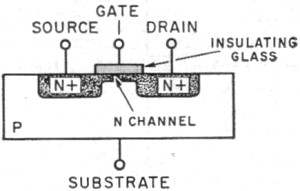 GATE
SOURCE
DRAIN
INSULATING
GLASS
N+
N+
P
N CHANNEL
SUBSTRATE